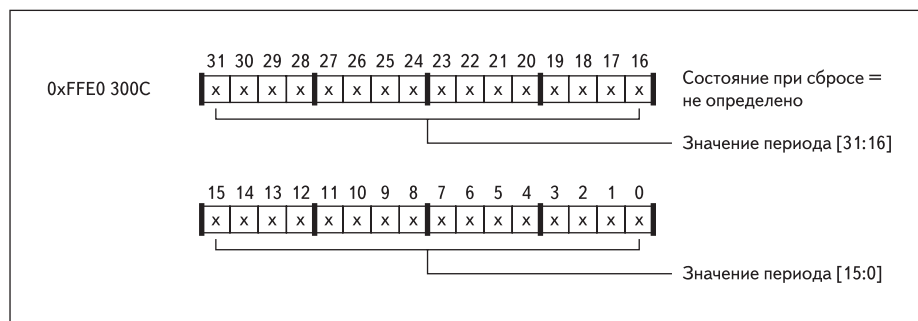 31 30 29 28 27 26 25 24 23 22 21 20 19 18 17 16
0xFFE0 300C
x x x x x x x x x x x x x x x x
Состояние при сбросе =
не определено
Значение периода [31:16]
15 14 13 12 11 10 9 8 7 6 5 4 3 2 1 0
x x x x x x x x x x x x x x x x
Значение периода [15:0]